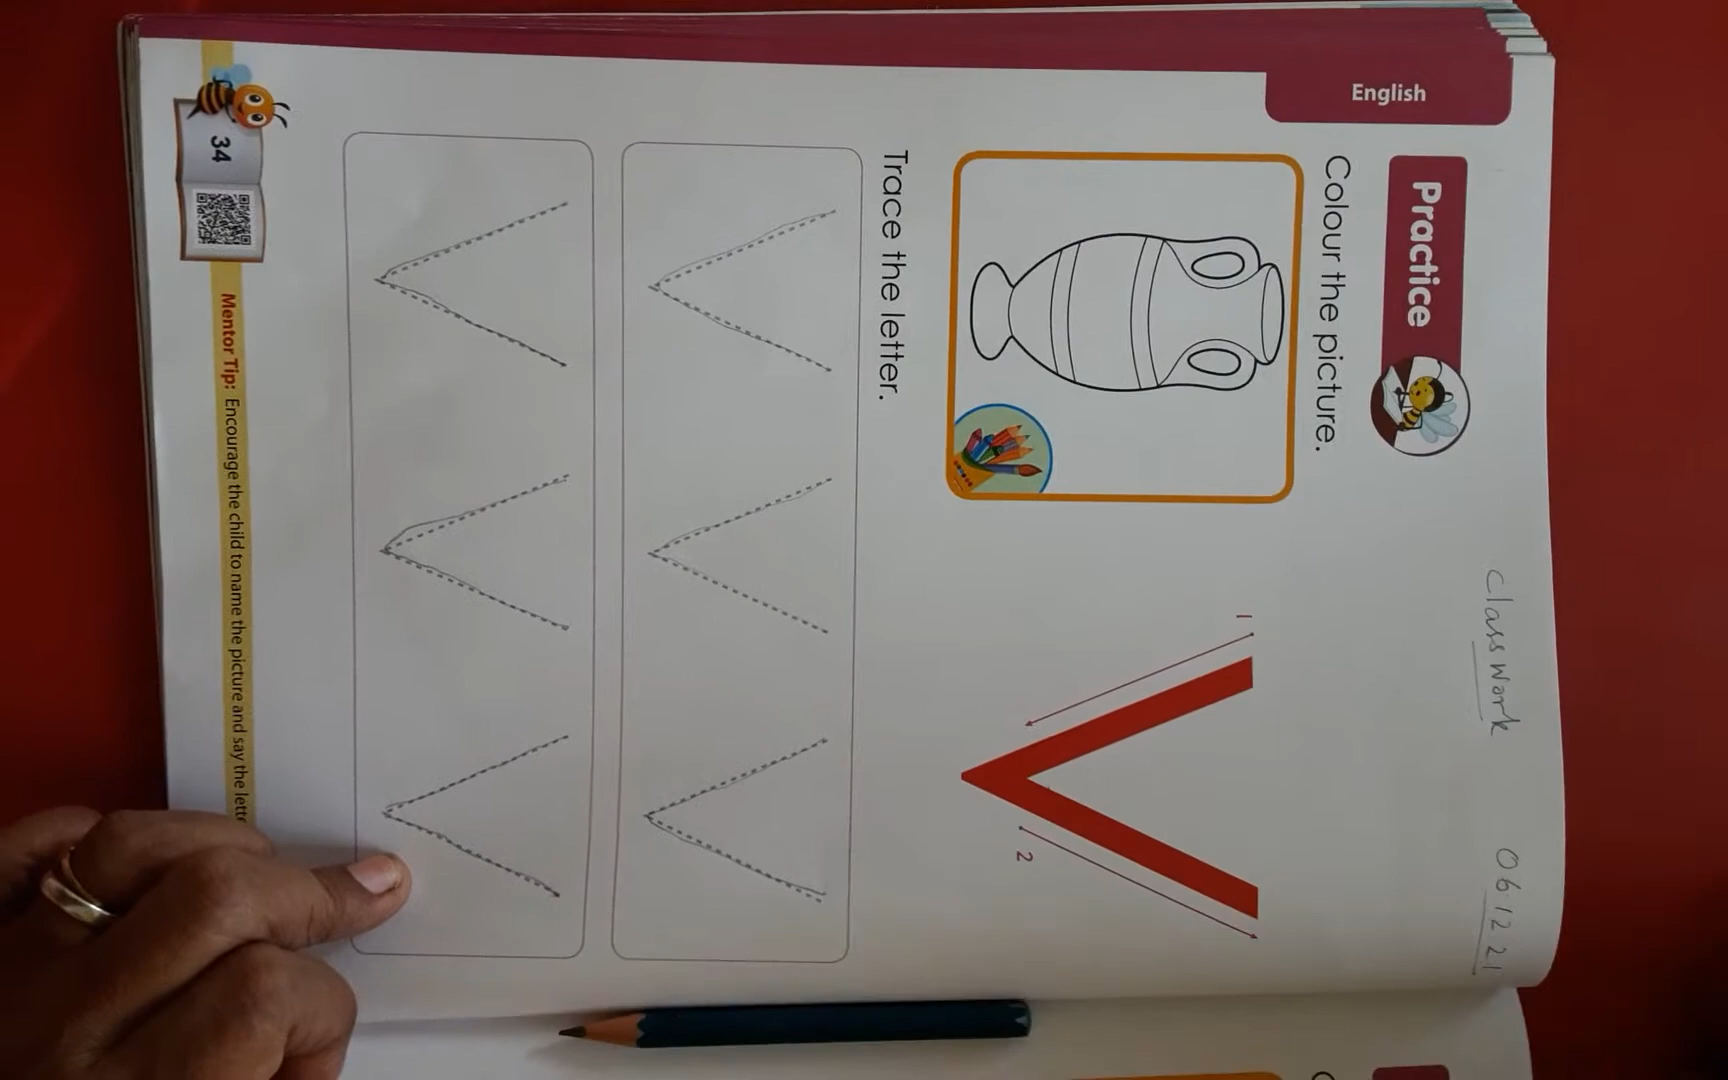 English
Class work 06.12.21
Practice
Colour the picture.
1
2
V
Trace the letter.
V V V
V V V
34
Mentor Tip: Encourage the child to name the picture and say the